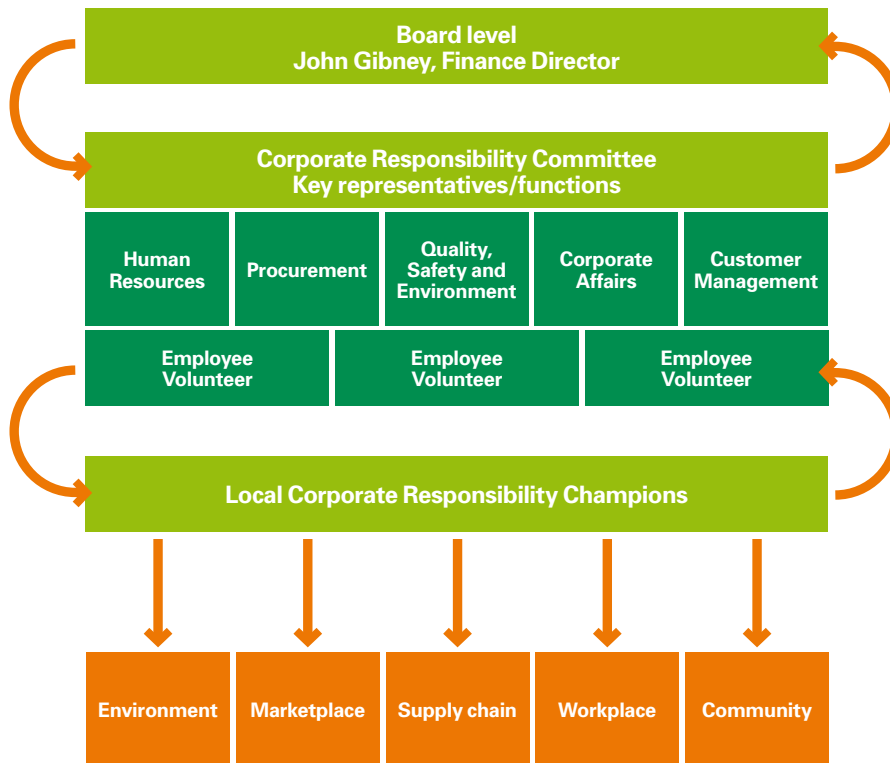 Board level
John Gibney, Finance Director
Corporate Responsibility Committee
Key representatives/functions
Human
Resources
Procurement
Quality,
Safety and
Environment
Corporate
Affairs
Customer
Management
Employee
Volunteer
Employee
Volunteer
Employee
Volunteer
Local Corporate Responsibility Champions
Environment
Marketplace
Supply chain
Workplace
Community